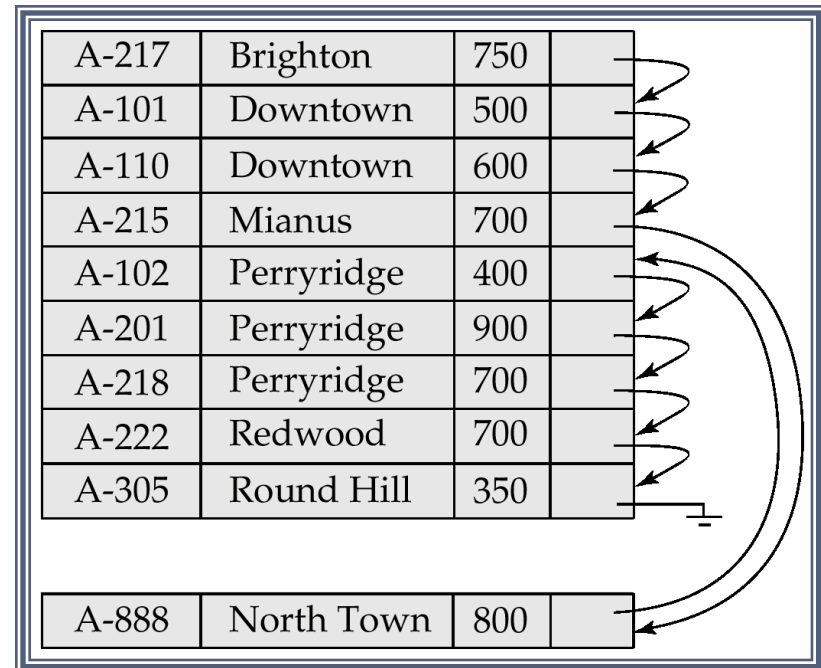 A-217 Brighton 750
A-101 Downtown 500
A-110 Downtown 600
A-215 Mianus 700
A-102 Perryridge 400
A-201 Perryridge 900
A-218 Perryridge 700
A-222 Redwood 700
A-305 Round Hill 350
A-888 North Town 800